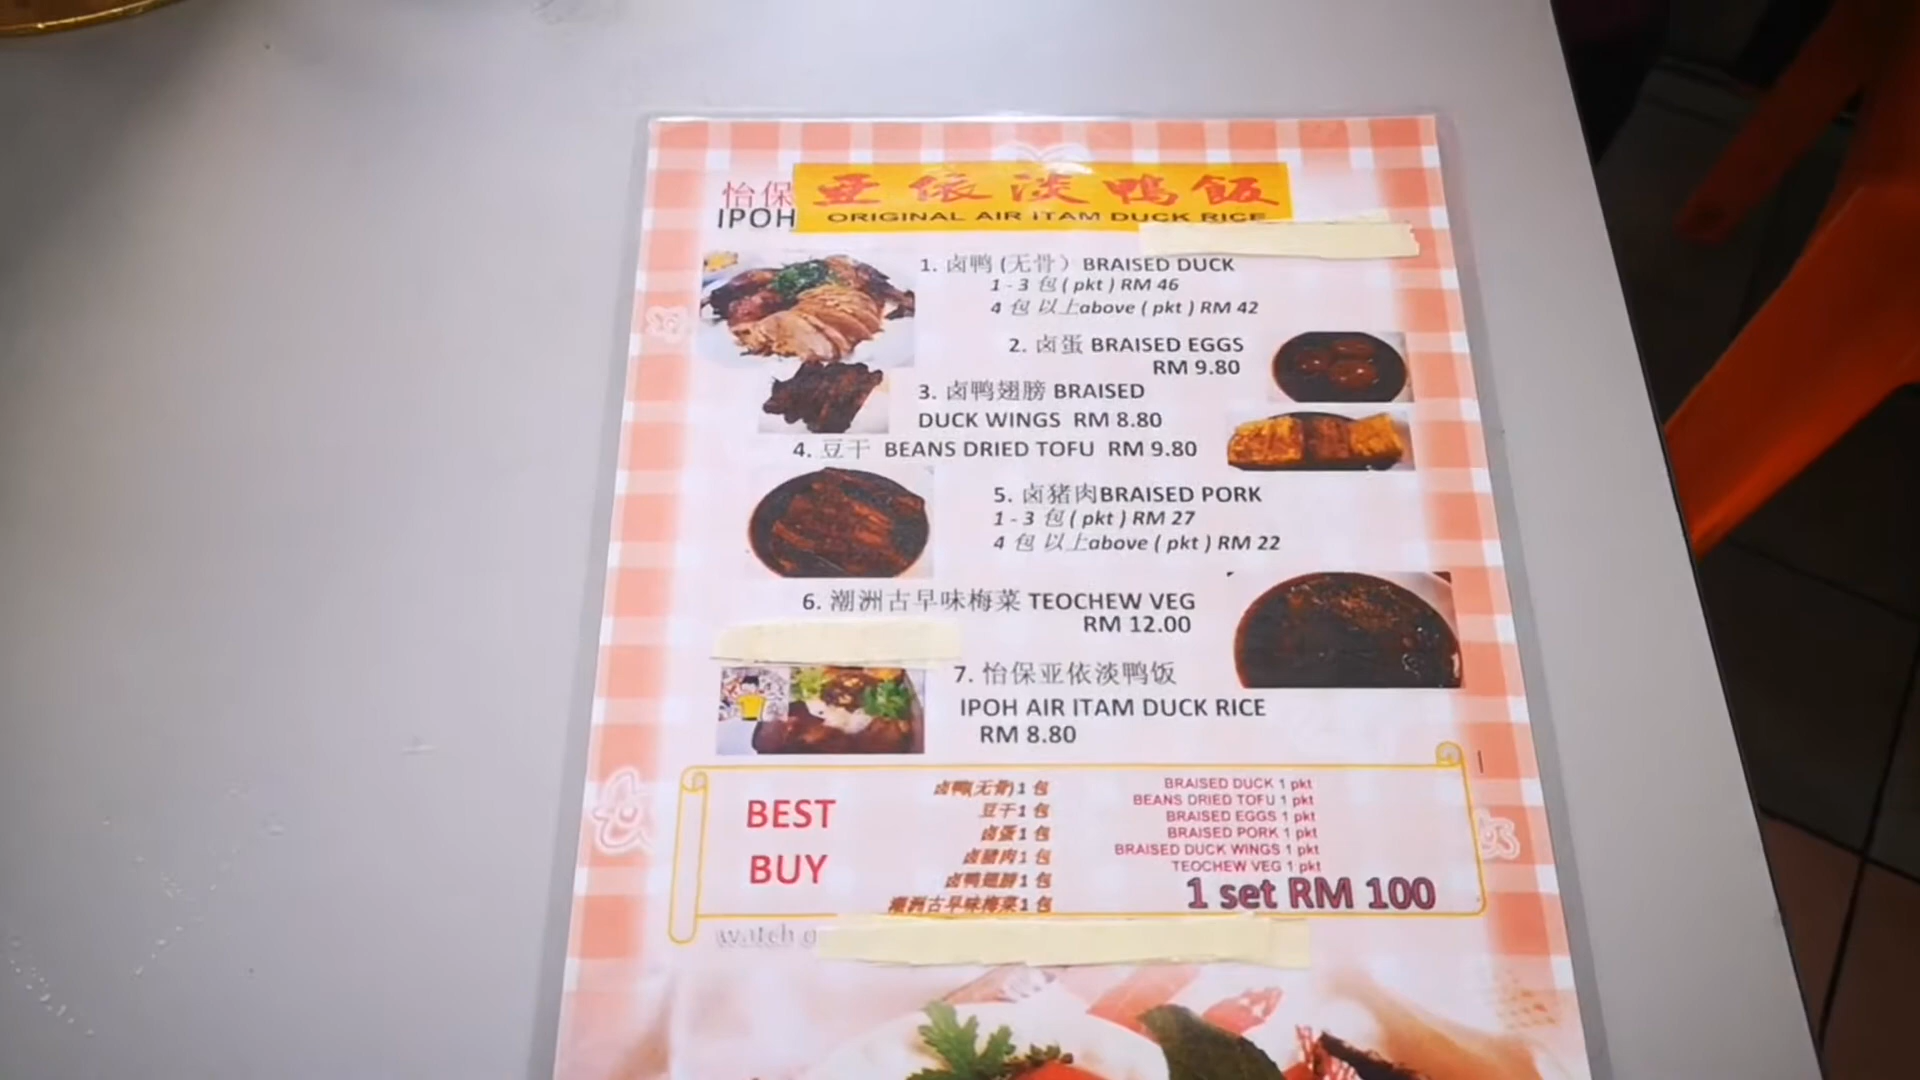 怡保 亚依淡鸭飯
IPOH ORIGINAL AIR ITAM DUCK RICE
1. 卤鸭 (无骨) BRAISED DUCK
1 - 3 包 ( pkt ) RM 46
4 包 以上above ( pkt ) RM 42
2. 卤蛋 BRAISED EGGS
RM 9.80
3. 卤鸭翅膀 BRAISED
DUCK WINGS RM 8.80
4. 豆干 BEANS DRIED TOFU RM 9.80
5. 卤猪肉BRAISED PORK
1 - 3 包 ( pkt ) RM 27
4 包 以上above ( pkt ) RM 22
6. 潮洲古早味梅菜 TEOCHEW VEG
RM 12.00
7. 怡保亚依淡鸭饭
IPOH AIR ITAM DUCK RICE
RM 8.80
BEST
BUY
卤鸭(无骨) 1 包
豆干 1 包
卤蛋 1 包
卤猪肉 1 包
卤鸭翅膀 1 包
潮洲古早味梅菜 1 包
BRAISED DUCK 1 pkt
BEANS DRIED TOFU 1 pkt
BRAISED EGGS 1 pkt
BRAISED PORK 1 pkt
BRAISED DUCK WINGS 1 pkt
TEOCHEW VEG 1 pkt
1 set RM 100
watch